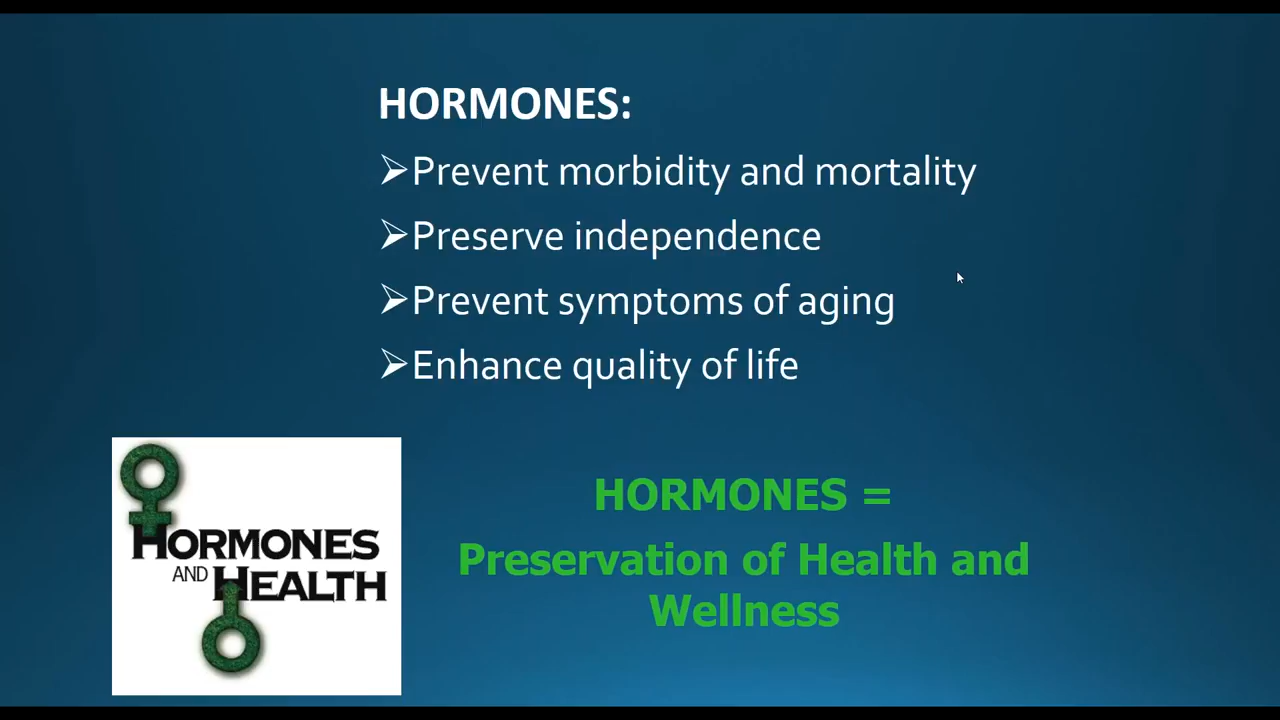 HORMONES:
➢Prevent morbidity and mortality
➢Preserve independence
➢Prevent symptoms of aging
➢Enhance quality of life
HORMONES
AND HEALTH
HORMONES =
Preservation of Health and
Wellness